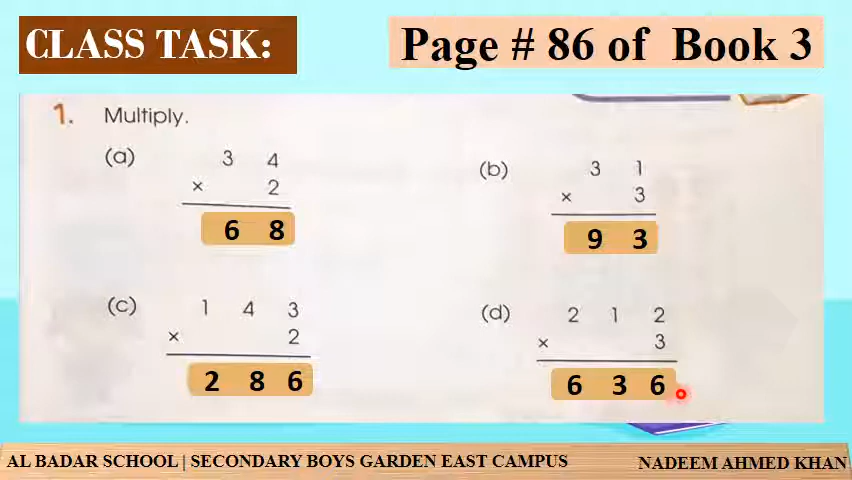 CLASS TASK:
Page # 86 of Book 3
1. Multiply.
(a) 3 4
× 2
6 8
(b) 3 1
× 3
9 3
(c) 1 4 3
× 2
2 8 6
(d) 2 1 2
× 3
6 3 6
AL BADAR SCHOOL | SECONDARY BOYS GARDEN EAST CAMPUS
NADEEM AHMED KHAN